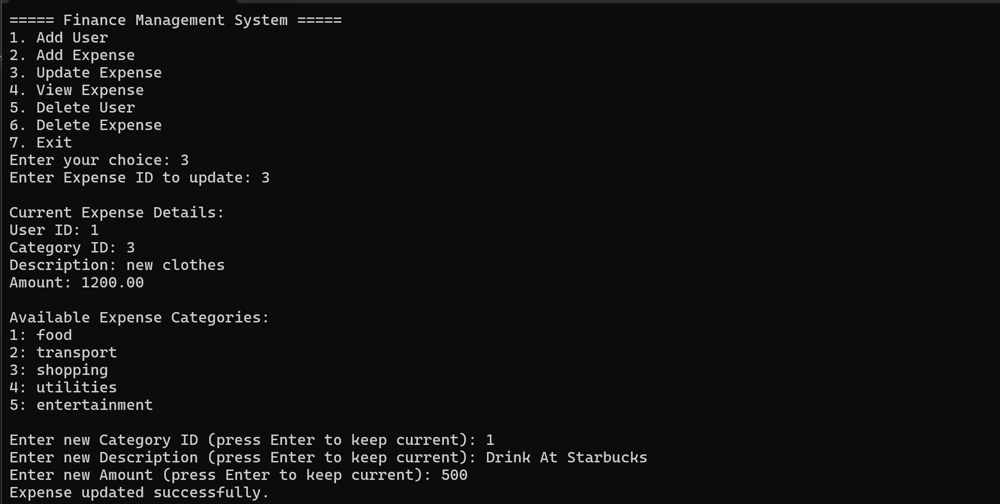 ===== Finance Management System =====
1. Add User
2. Add Expense
3. Update Expense
4. View Expense
5. Delete User
6. Delete Expense
7. Exit
Enter your choice: 3
Enter Expense ID to update: 3
Current Expense Details:
User ID: 1
Category ID: 3
Description: new clothes
Amount: 1200.00
Available Expense Categories:
1: food
2: transport
3: shopping
4: utilities
5: entertainment
Enter new Category ID (press Enter to keep current): 1
Enter new Description (press Enter to keep current): Drink At Starbucks
Enter new Amount (press Enter to keep current): 500
Expense updated successfully.